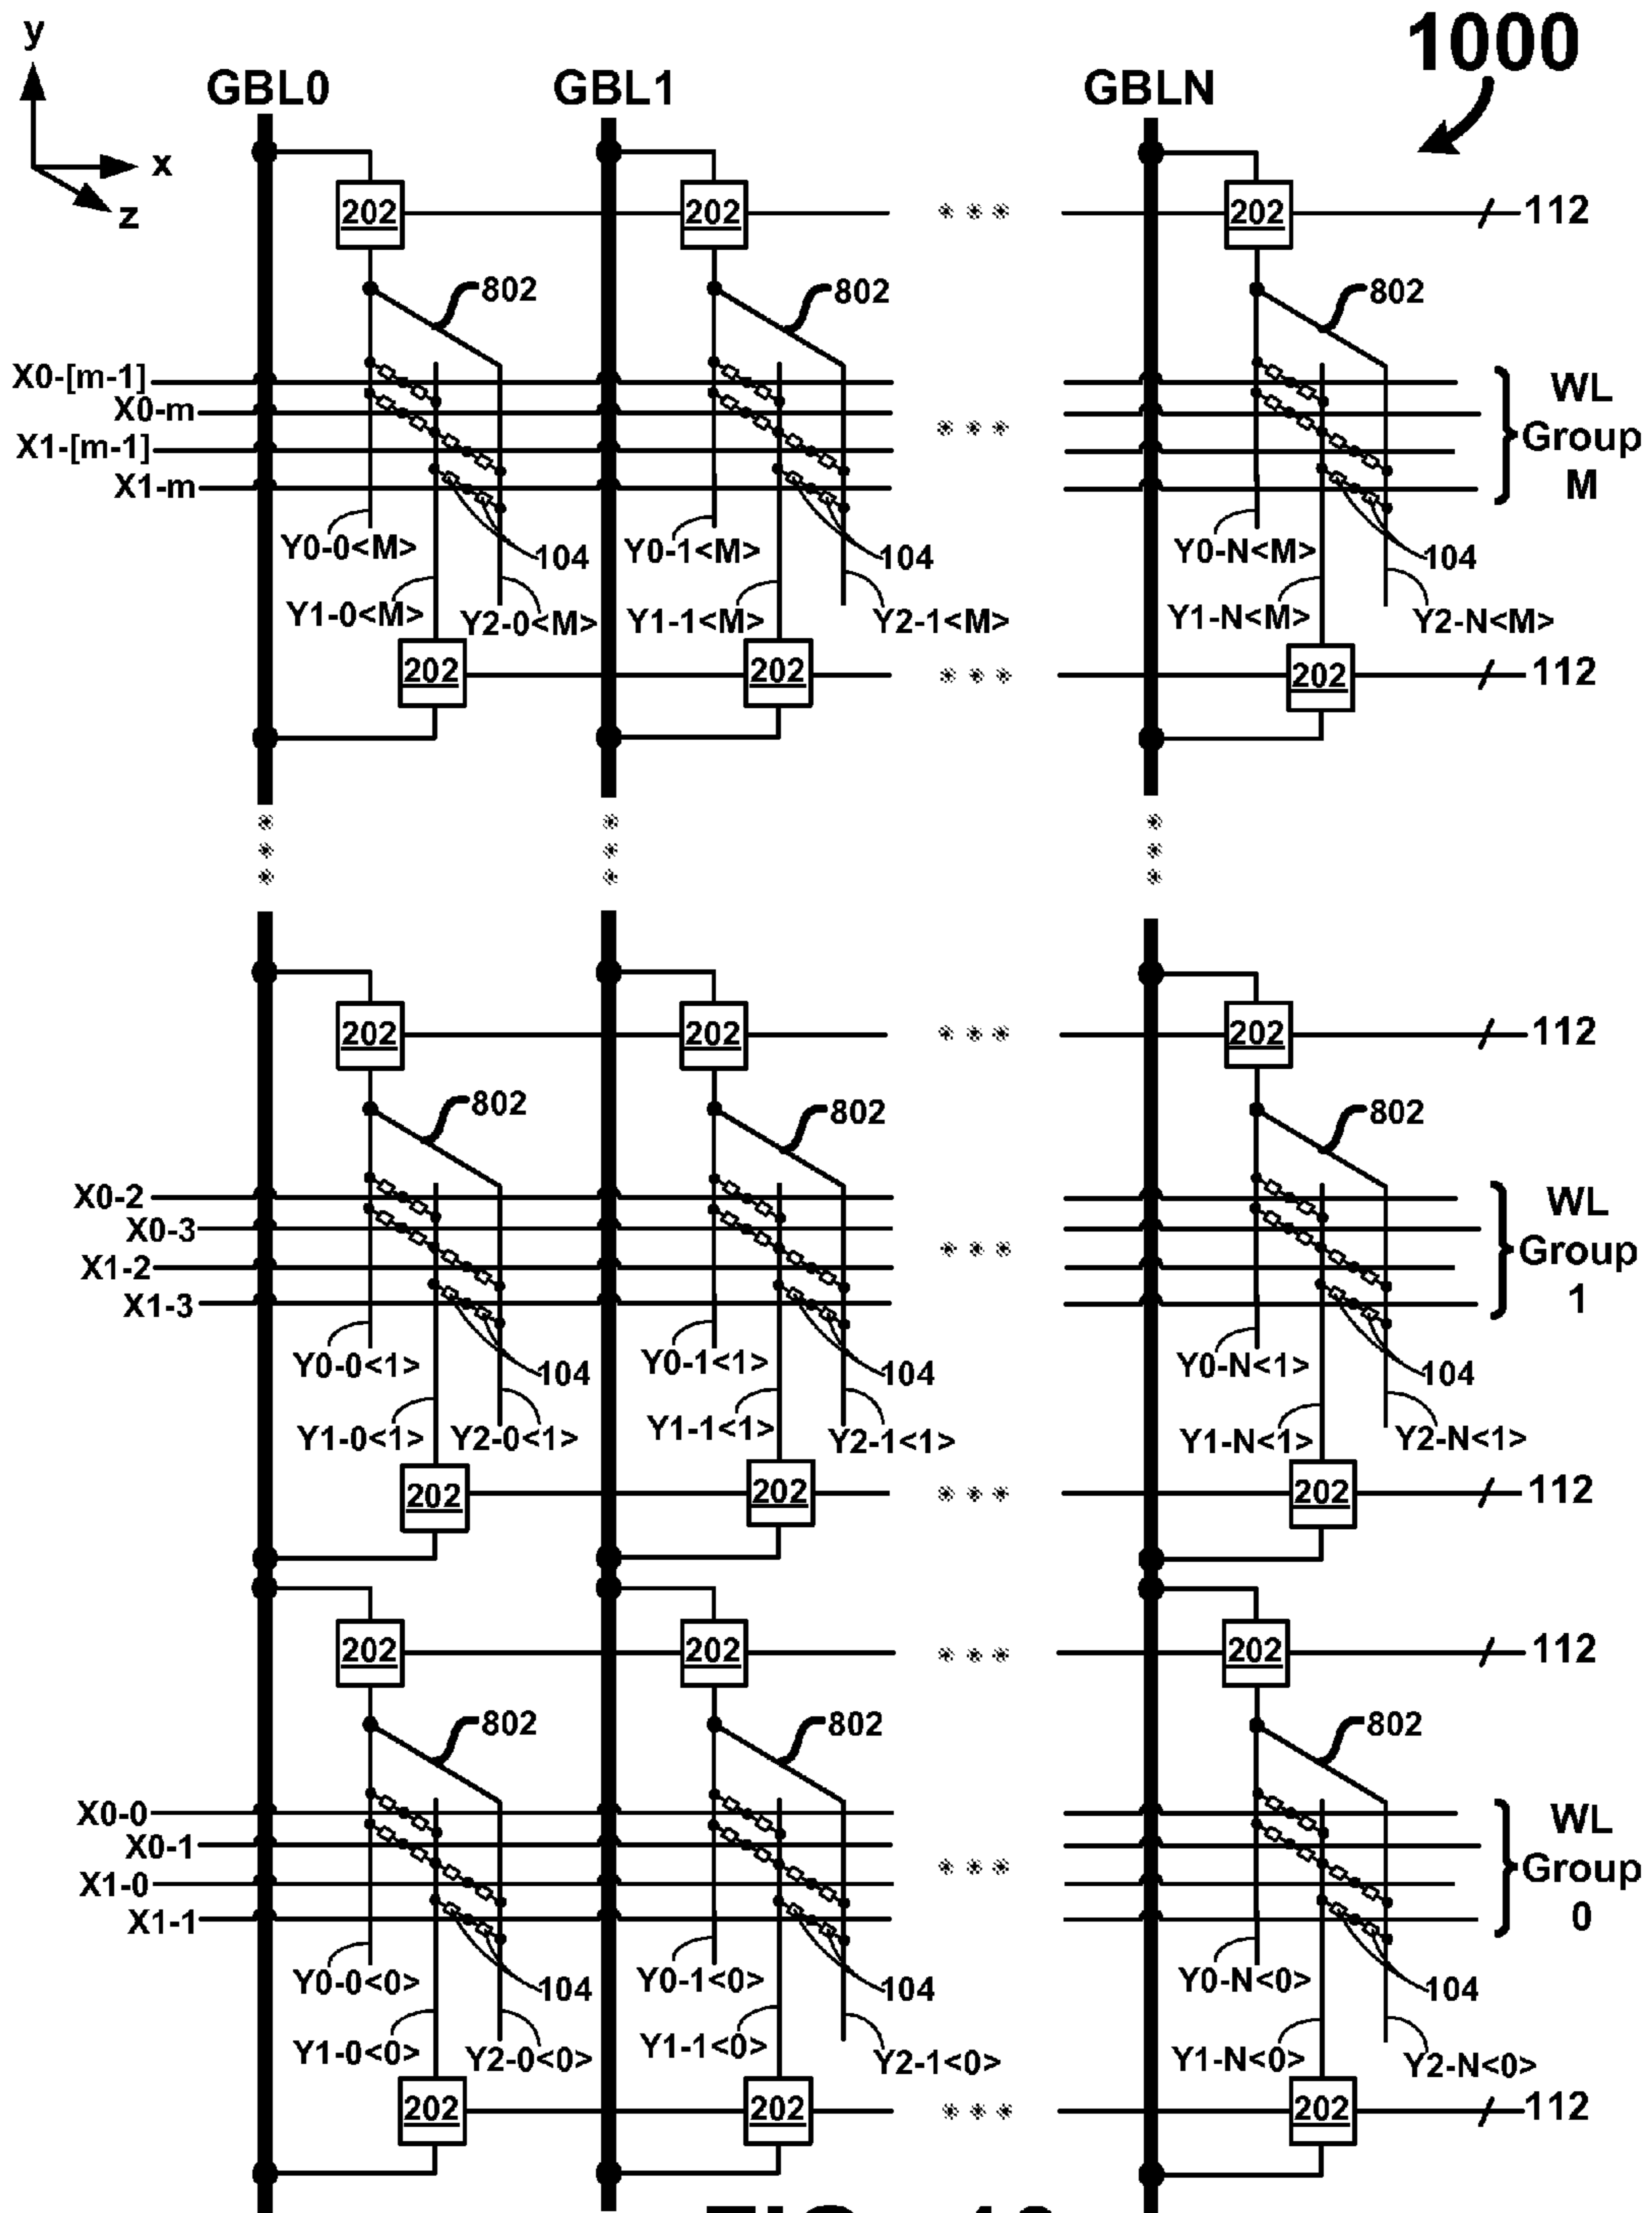 1000
y
x
z
GBL0 GBL1 GBLN
202 202 202 112
802 802 802
X0-[m-1]
X0-m
X1-[m-1]
X1-m
WL
Group
M
Y0-0<M> 104 Y0-1<M> 104 Y0-N<M> 104
Y1-0<M> Y2-0<M> Y1-1<M> Y2-1<M> Y1-N<M> Y2-N<M>
202 202 202 112
202 202 202 112
802 802 802
X0-2
X0-3
X1-2
X1-3
WL
Group
1
Y0-0<1> 104 Y0-1<1> 104 Y0-N<1> 104
Y1-0<1> Y2-0<1> Y1-1<1> Y2-1<1> Y1-N<1> Y2-N<1>
202 202 202 112
202 202 202 112
802 802 802
X0-0
X0-1
X1-0
X1-1
WL
Group
0
Y0-0<0> 104 Y0-1<0> 104 Y0-N<0> 104
Y1-0<0> Y2-0<0> Y1-1<0> Y2-1<0> Y1-N<0> Y2-N<0>
202 202 202 112